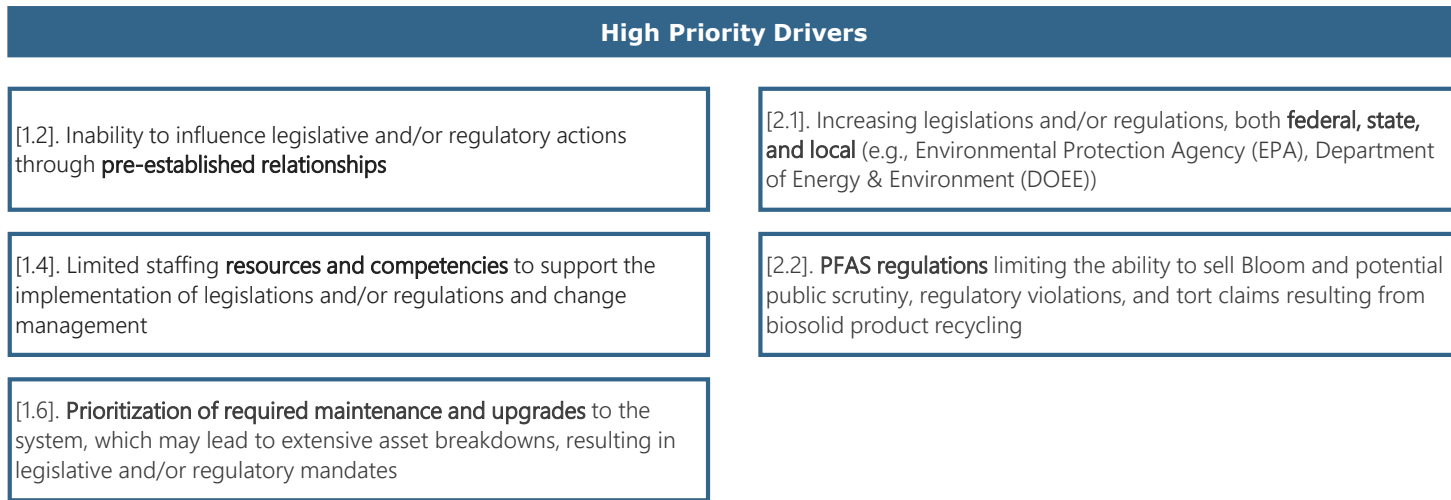 High Priority Drivers
[1.2]. Inability to influence legislative and/or regulatory actions
through pre-established relationships
[1.4]. Limited staffing resources and competencies to support the
implementation of legislations and/or regulations and change
management
[1.6]. Prioritization of required maintenance and upgrades to the
system, which may lead to extensive asset breakdowns, resulting in
legislative and/or regulatory mandates
[2.1]. Increasing legislations and/or regulations, both federal, state,
and local (e.g., Environmental Protection Agency (EPA), Department
of Energy & Environment (DOEE))
[2.2]. PFAS regulations limiting the ability to sell Bloom and potential
public scrutiny, regulatory violations, and tort claims resulting from
biosolid product recycling